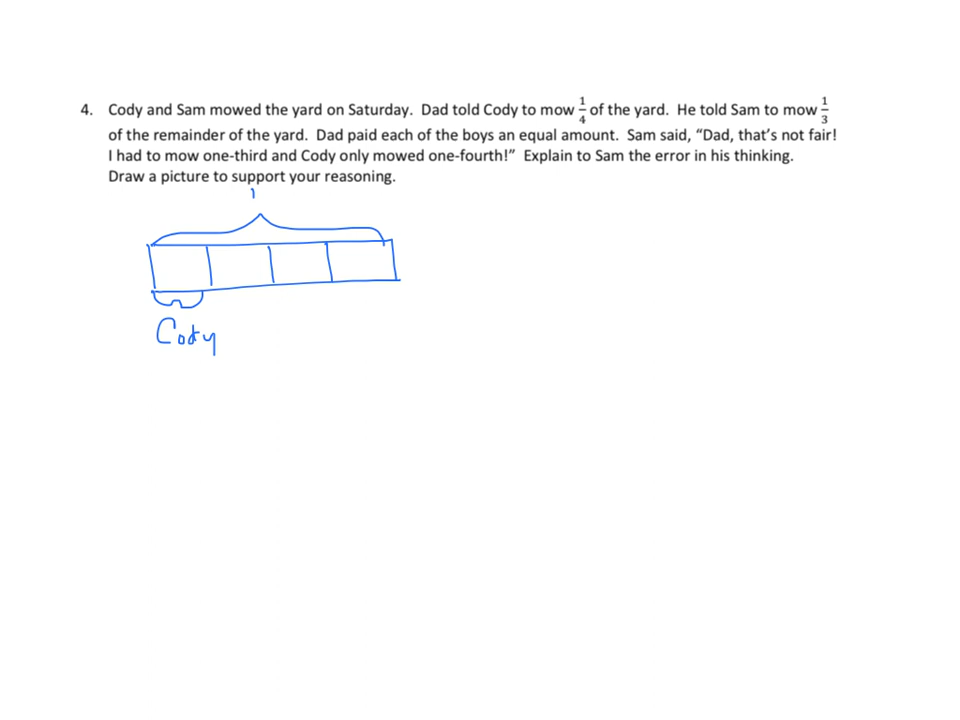 4. Cody and Sam mowed the yard on Saturday. Dad told Cody to mow 1/4 of the yard. He told Sam to mow 1/3
of the remainder of the yard. Dad paid each of the boys an equal amount. Sam said, “Dad, that’s not fair!
I had to mow one-third and Cody only mowed one-fourth!” Explain to Sam the error in his thinking.
Draw a picture to support your reasoning.
1
Cody